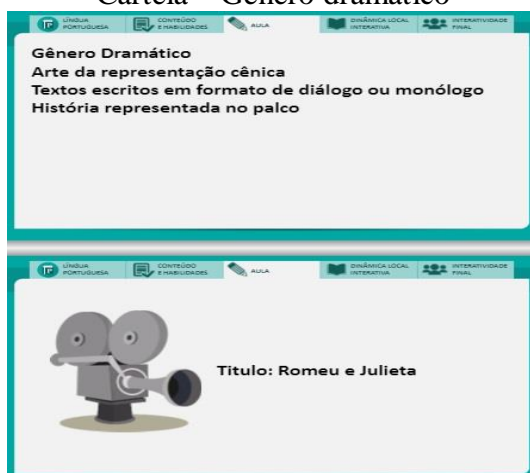 Cartela – Gênero dramático
LÍNGUA PORTUGUESA
CONTEÚDO E HABILIDADES
AULA
DINÂMICA LOCAL INTERATIVA
INTERATIVIDADE FINAL
Gênero Dramático
Arte da representação cênica
Textos escritos em formato de diálogo ou monólogo
História representada no palco
LÍNGUA PORTUGUESA
CONTEÚDO E HABILIDADES
AULA
DINÂMICA LOCAL INTERATIVA
INTERATIVIDADE FINAL
Titulo: Romeu e Julieta